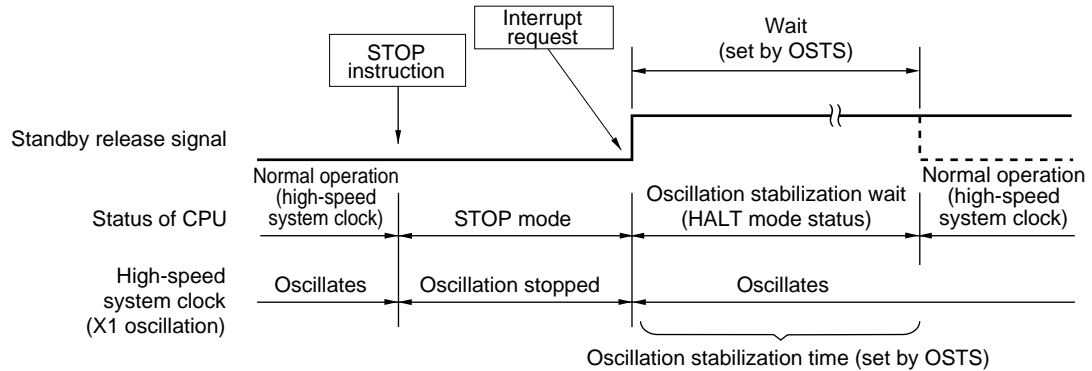 Interrupt
request
STOP
instruction
Wait
(set by OSTS)
Standby release signal
Status of CPU
Normal operation
(high-speed
system clock)
STOP mode
Oscillation stabilization wait
(HALT mode status)
Normal operation
(high-speed
system clock)
High-speed
system clock
(X1 oscillation)
Oscillates
Oscillation stopped
Oscillates
Oscillation stabilization time (set by OSTS)